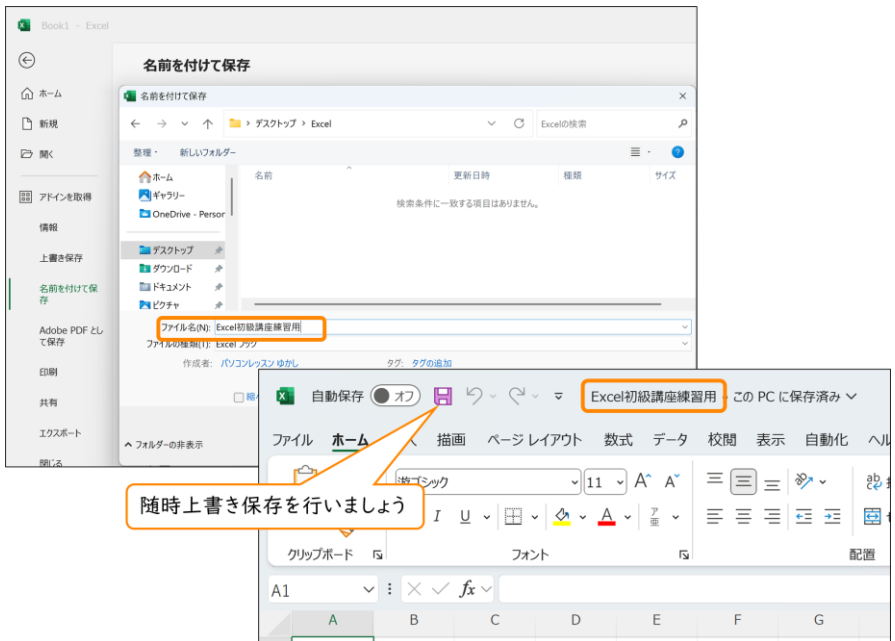 Book1 - Excel
名前を付けて保存
ホーム
新規
開く
アドインを取得
情報
上書き保存
名前を付けて保
存
Adobe PDF とし
て保存
印刷
共有
エクスポート
閉じる
名前を付けて保存
デスクトップ › Excel
Excelの検索
整理
新しいフォルダー
ホーム
ギャラリー
OneDrive - Person
デスクトップ
ダウンロード
ドキュメント
ピクチャ
名前
更新日時
種類
サイズ
検索条件に一致する項目はありません。
ファイル名(N): Excel初級講座練習用
ファイルの種類(T): Excel ブック
作成者: パソコンレッスン ゆかし
タグ: タグの追加
フォルダーの非表示
自動保存 オフ
Excel初級講座練習用 - この PC に保存済み
ファイル ホーム 描画 ページ レイアウト 数式 データ 校閲 表示 自動化 ヘル
游ゴシック 11 A A
I U A ア 亜
ab
クリップボード フォント 配置
随時上書き保存を行いましょう
A1 fx
A B C D E F G